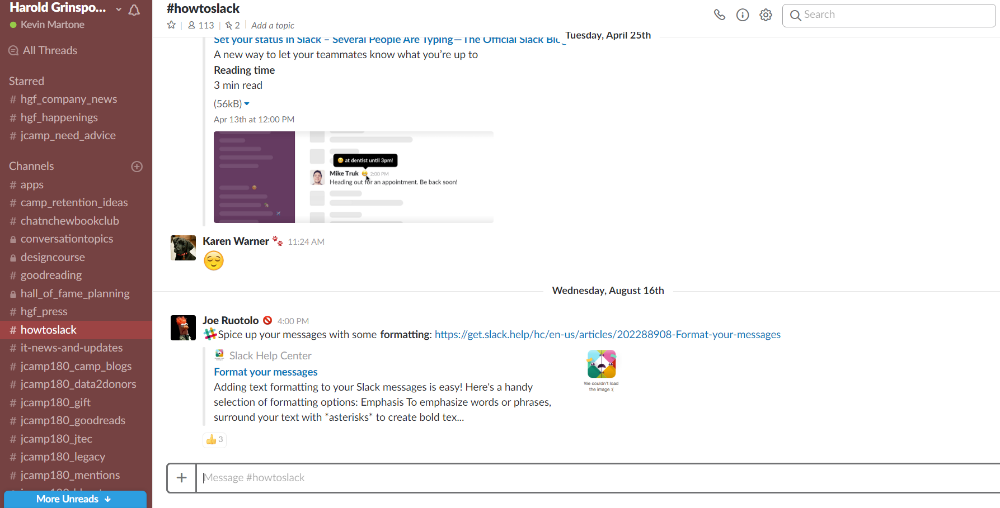 Harold Grinspo...
Kevin Martone
All Threads
Starred
# hgf_company_news
# hgf_happenings
# jcamp_need_advice
Channels
# apps
# camp_retention_ideas
# chatnchewbookclub
conversationtopics
designcourse
# goodreading
hall_of_fame_planning
# hgf_press
# howtoslack
# it-news-and-updates
# jcamp180_camp_blogs
# jcamp180_data2donors
# jcamp180_gift
# jcamp180_goodreads
# jcamp180_jtec
# jcamp180_legacy
# jcamp180_mentions
More Unreads
#howtoslack
113
2
Add a topic
Search
Tuesday, April 25th
Set your status in Slack – Several People Are Typing—The Official Slack Blog
A new way to let your teammates know what you’re up to
Reading time
3 min read
(56kB)
Apr 13th at 12:00 PM
at dentist until 3pm!
Mike Truk 2:00 PM
Heading out for an appointment. Be back soon!
Karen Warner 11:24 AM
Wednesday, August 16th
Joe Ruotolo 4:00 PM
Spice up your messages with some formatting: https://get.slack.help/hc/en-us/articles/202288908-Format-your-messages
Slack Help Center
Format your messages
Adding text formatting to your Slack messages is easy! Here's a handy
selection of formatting options: Emphasis To emphasize words or phrases,
surround your text with *asterisks* to create bold tex...
We couldn't load
the image :(
3
Message #howtoslack